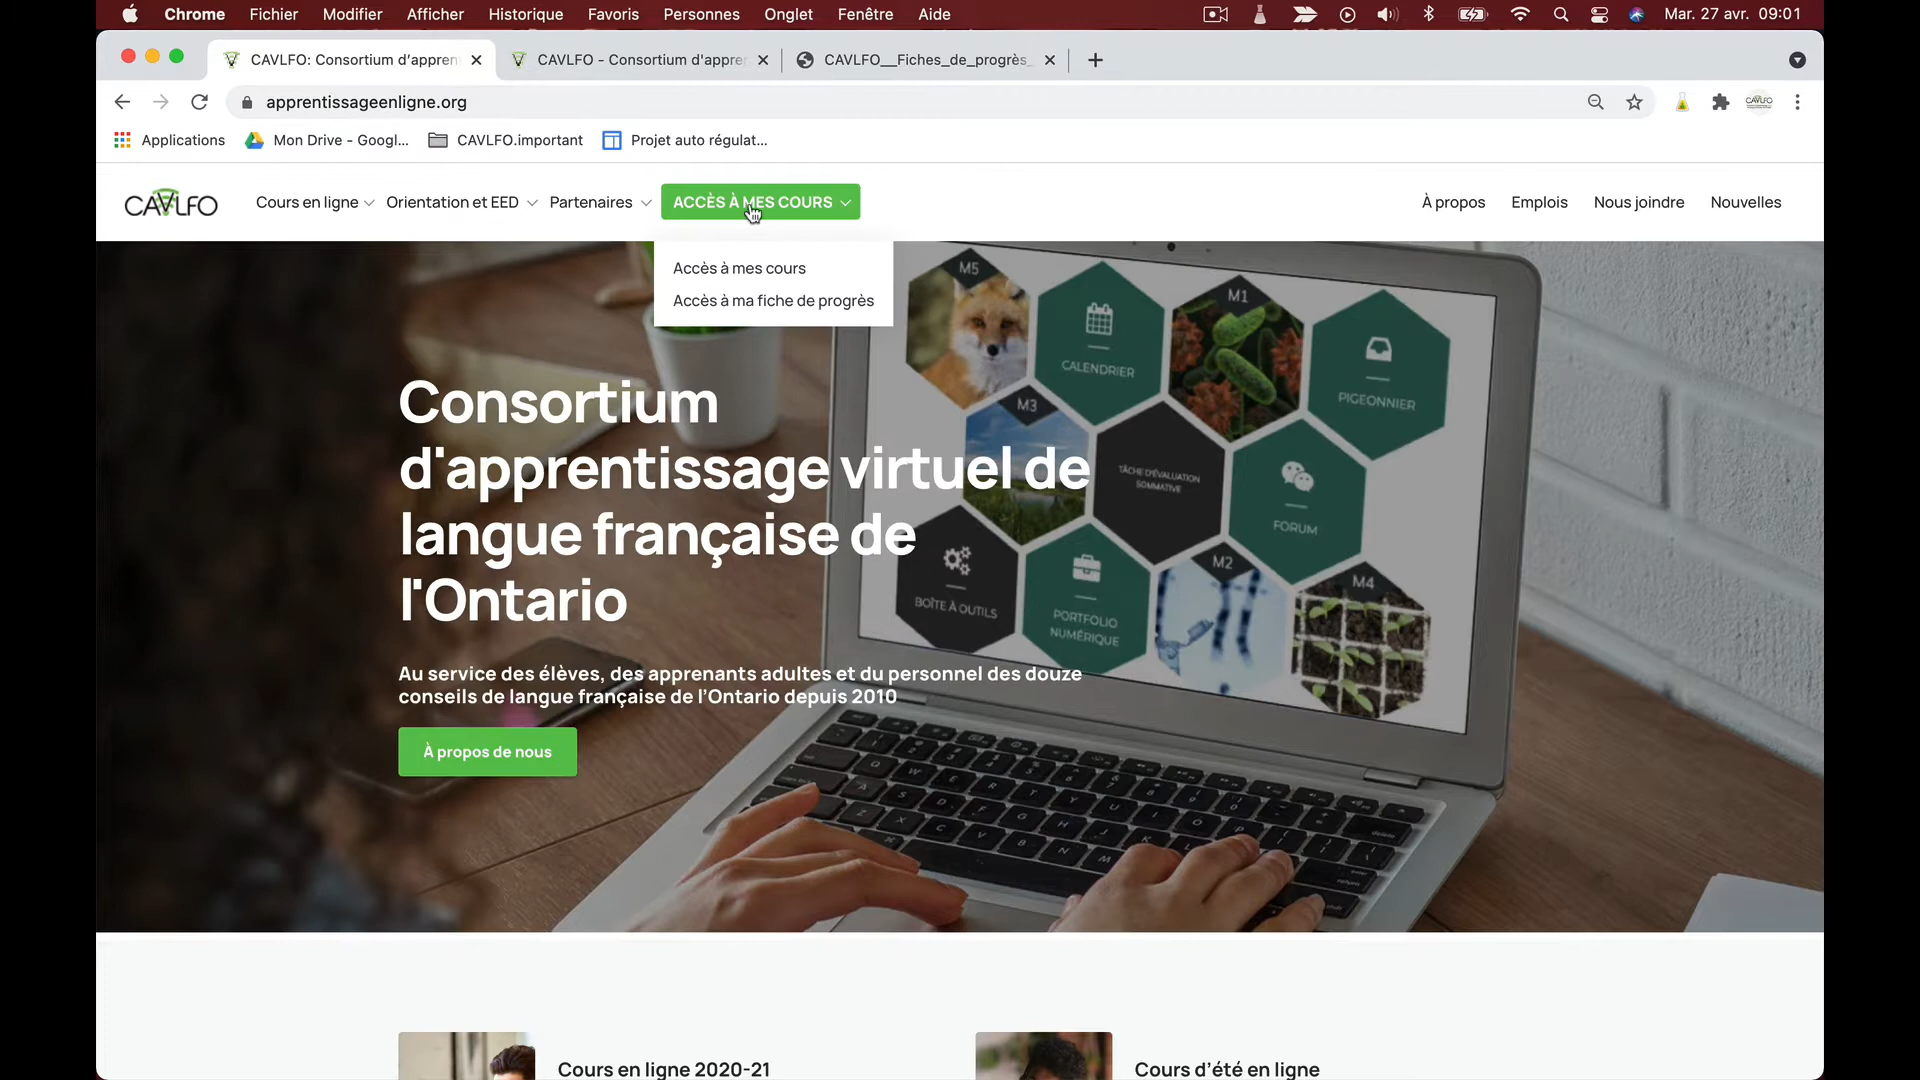 Chrome Fichier Modifier Afficher Historique Favoris Personnes Onglet Fenêtre Aide Mar. 27 avr. 09:01
CAVLFO: Consortium d’appren CAVLFO - Consortium d'appre CAVLFO__Fiches_de_progrès_
apprentissageenligne.org
Applications Mon Drive - Googl... CAVLFO.important Projet auto régulat...
CAVLFO Cours en ligne Orientation et EED Partenaires ACCÈS À MES COURS À propos Emplois Nous joindre Nouvelles
Accès à mes cours
Accès à ma fiche de progrès
M5
M1
CALENDRIER
PIGEONNIER
M3
TÂCHE D'ÉVALUATION
SOMMATIVE
FORUM
M2
M4
BOÎTE À OUTILS
PORTFOLIO
NUMÉRIQUE
Consortium
d'apprentissage virtuel de
langue française de
l'Ontario
Au service des élèves, des apprenants adultes et du personnel des douze
conseils de langue française de l’Ontario depuis 2010
À propos de nous
Cours en ligne 2020-21
Cours d’été en ligne